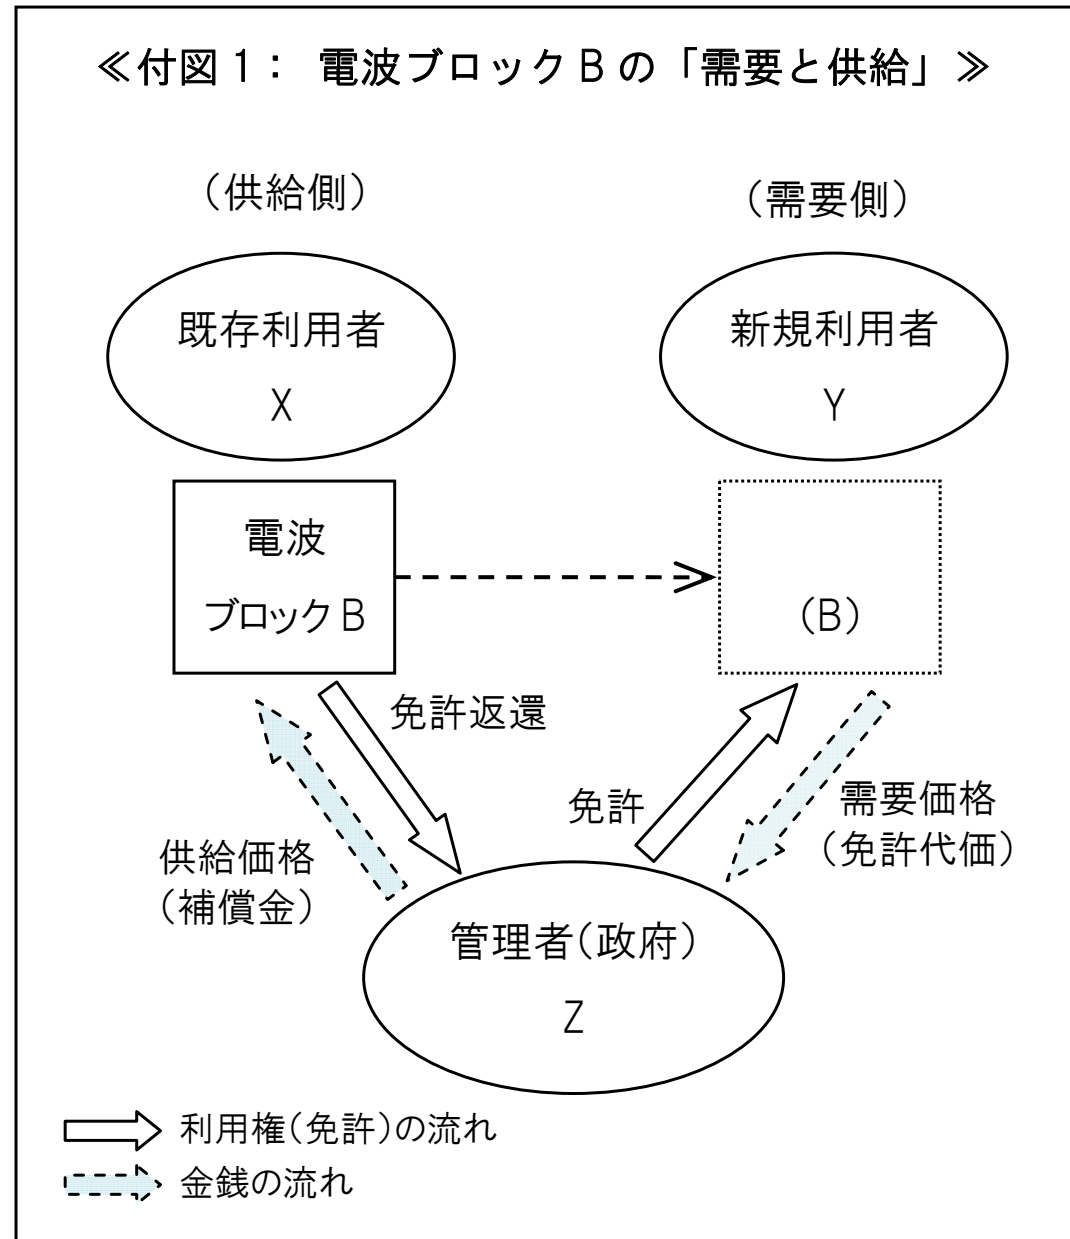 ≪付図1： 電波ブロックBの「需要と供給」≫
（供給側）
（需要側）
既存利用者
X
新規利用者
Y
電波
ブロックB
（B）
免許返還
供給価格
（補償金）
免許
需要価格
（免許代価）
管理者（政府）
Z
利用権（免許）の流れ
金銭の流れ